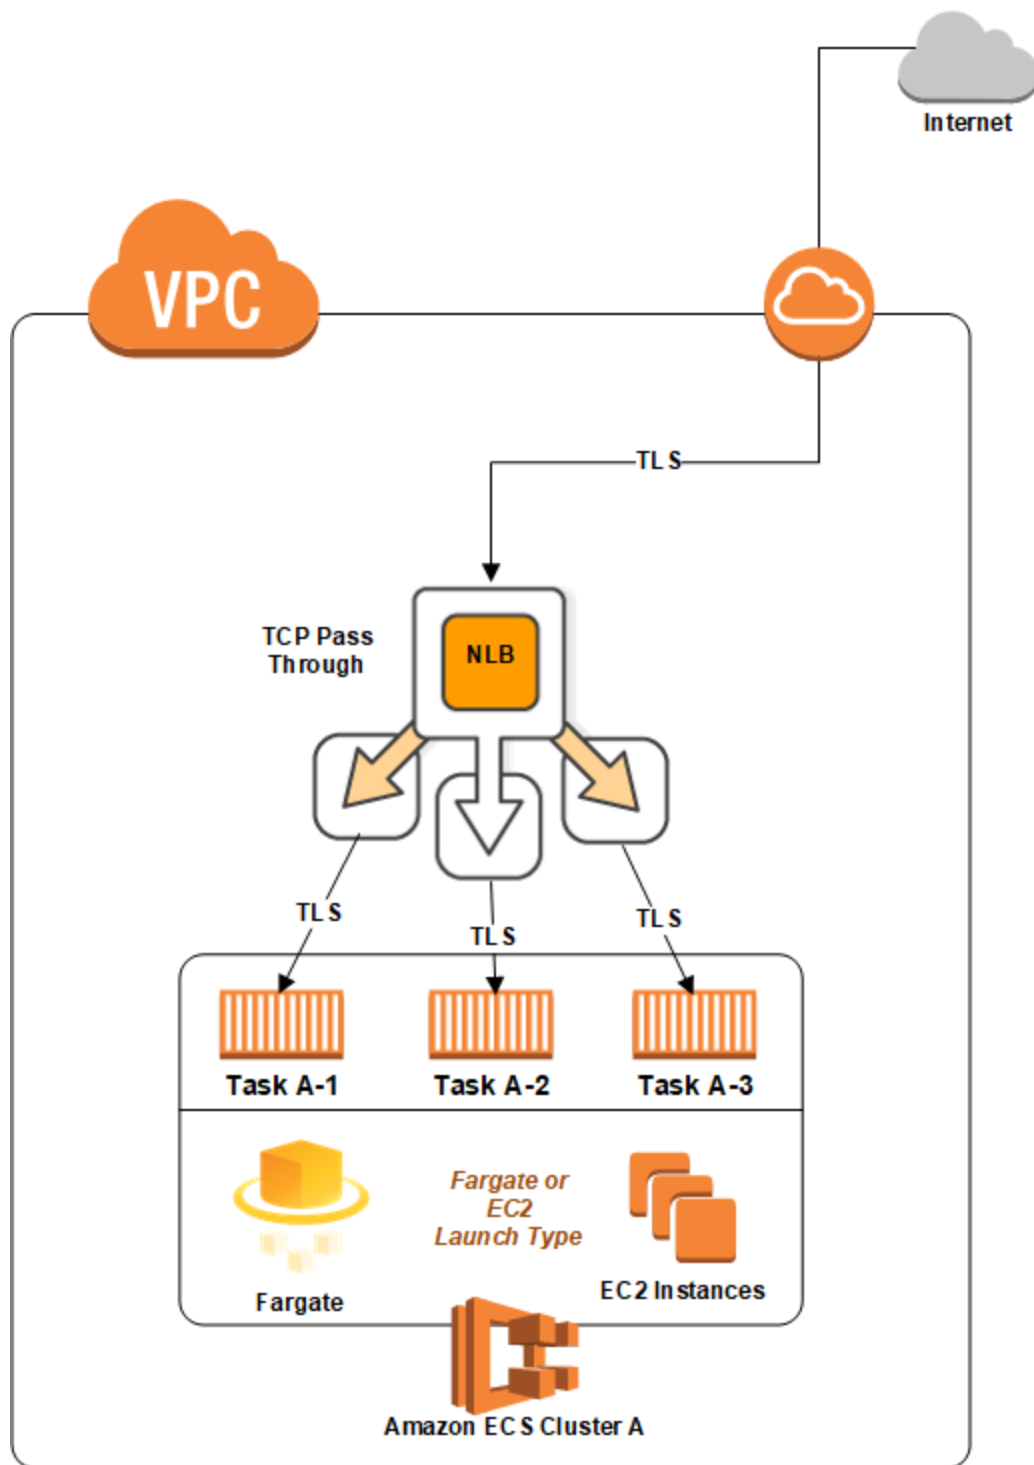 Internet
VPC
TLS
TCP Pass
Through
NLB
TLS
TLS
TLS
Task A-1
Task A-2
Task A-3
Fargate or
EC2
Launch Type
Fargate
EC2 Instances
Amazon ECS Cluster A